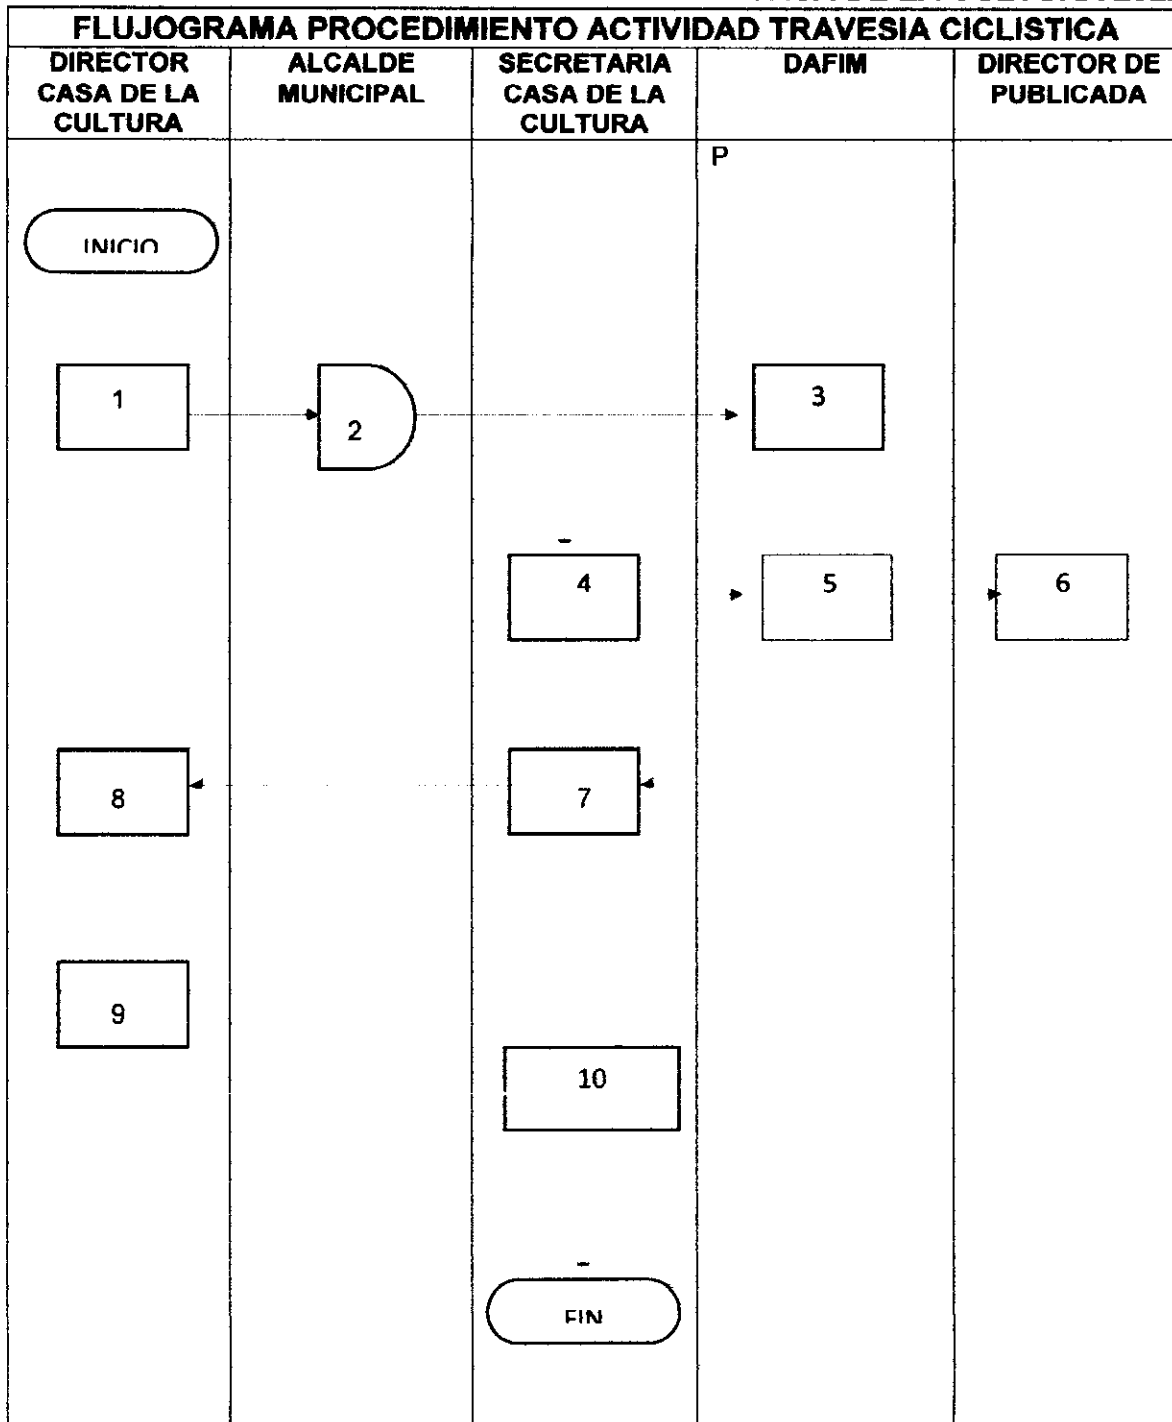 FLUJOGRAMA PROCEDIMIENTO ACTIVIDAD TRAVESIA CICLISTICA
DIRECTOR
CASA DE LA
CULTURA
ALCALDE
MUNICIPAL
SECRETARIA
CASA DE LA
CULTURA
DAFIM
DIRECTOR DE
PUBLICADA
P
INICIO
1
2
3
4
5
6
8
7
9
10
FIN